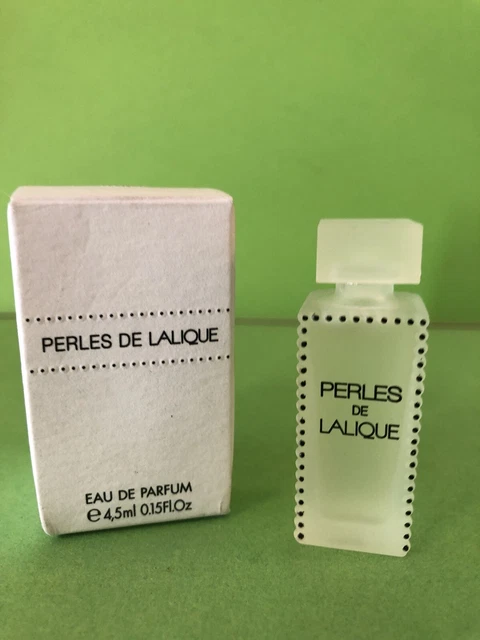 PERLES DE LALIQUE
EAU DE PARFUM
℮ 4,5ml 0.15Fl.Oz
PERLES
DE
LALIQUE